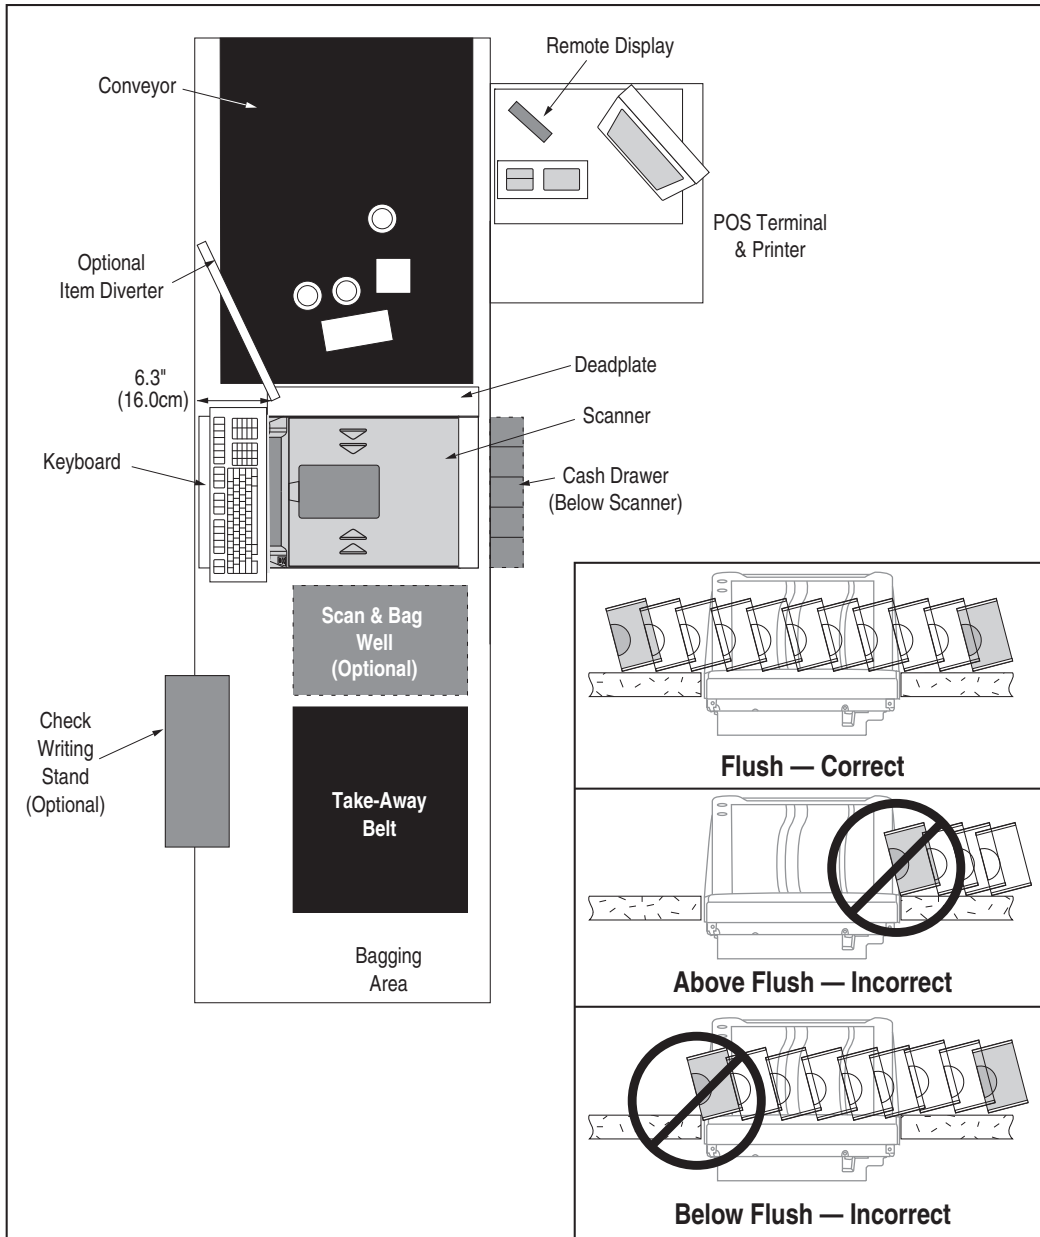 Remote Display
Conveyor
POS Terminal
& Printer
Optional
Item Diverter
6.3"
(16.0cm)
Deadplate
Scanner
Keyboard
Cash Drawer
(Below Scanner)
Scan & Bag
Well
(Optional)
Check
Writing
Stand
(Optional)
Take-Away
Belt
Bagging
Area
Flush — Correct
Above Flush — Incorrect
Below Flush — Incorrect